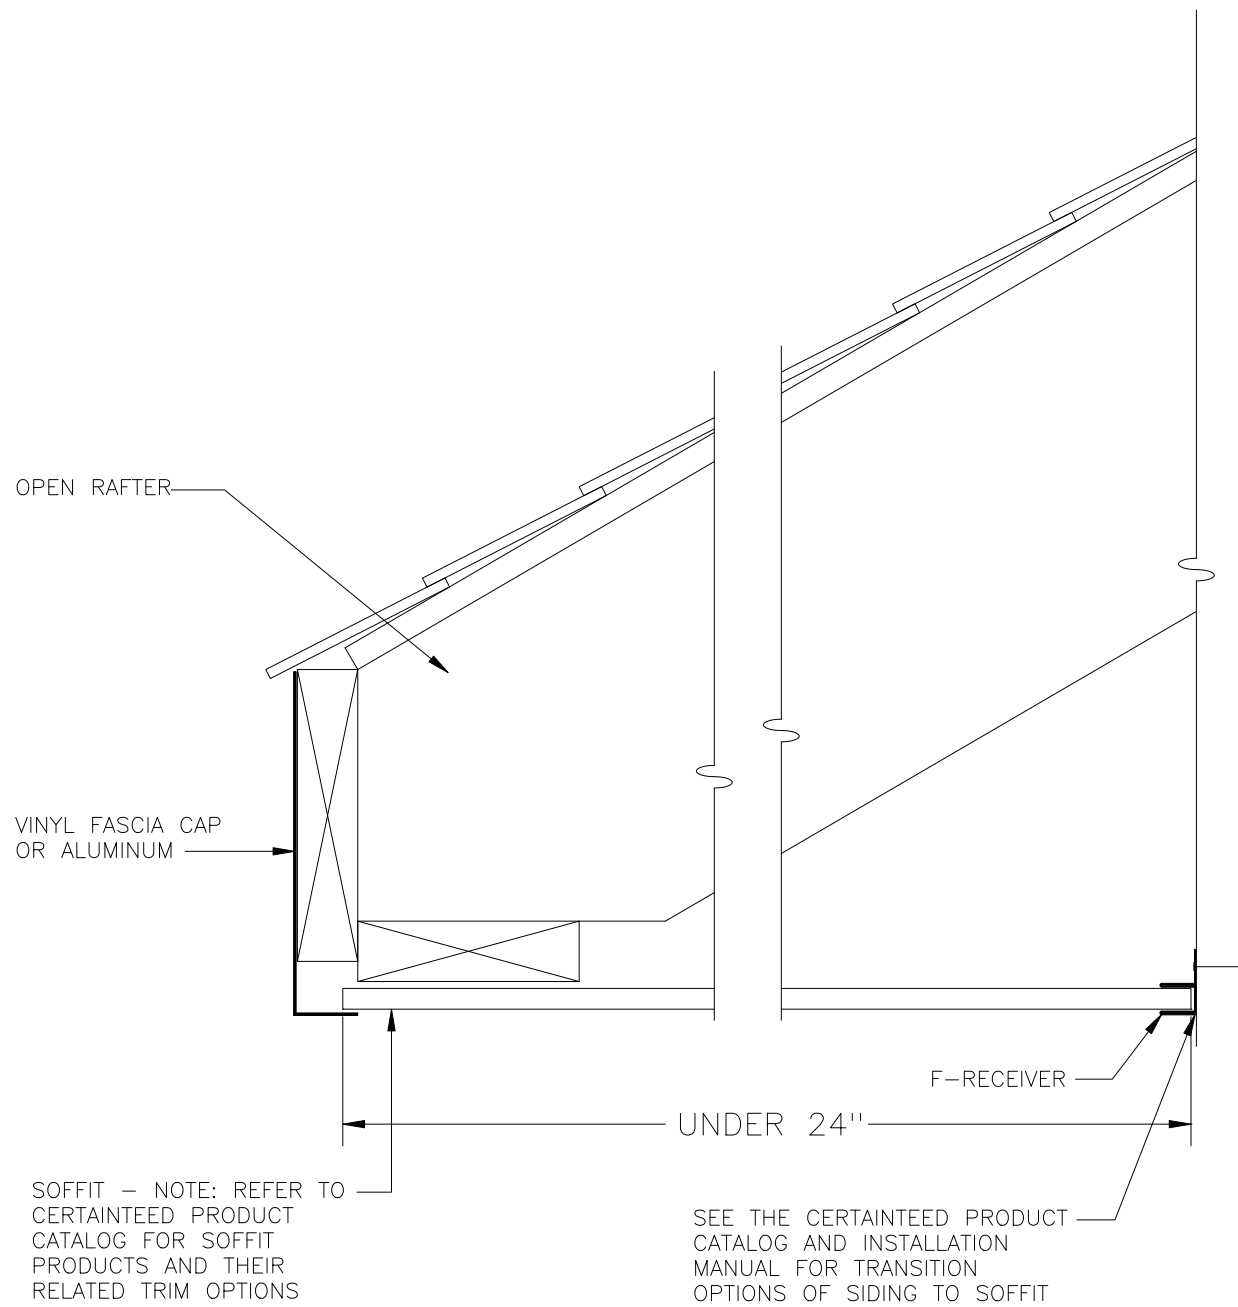 OPEN RAFTER
VINYL FASCIA CAP
OR ALUMINUM
F-RECEIVER
UNDER 24"
SOFFIT - NOTE: REFER TO
CERTAINTEED PRODUCT
CATALOG FOR SOFFIT
PRODUCTS AND THEIR
RELATED TRIM OPTIONS
SEE THE CERTAINTEED PRODUCT
CATALOG AND INSTALLATION
MANUAL FOR TRANSITION
OPTIONS OF SIDING TO SOFFIT